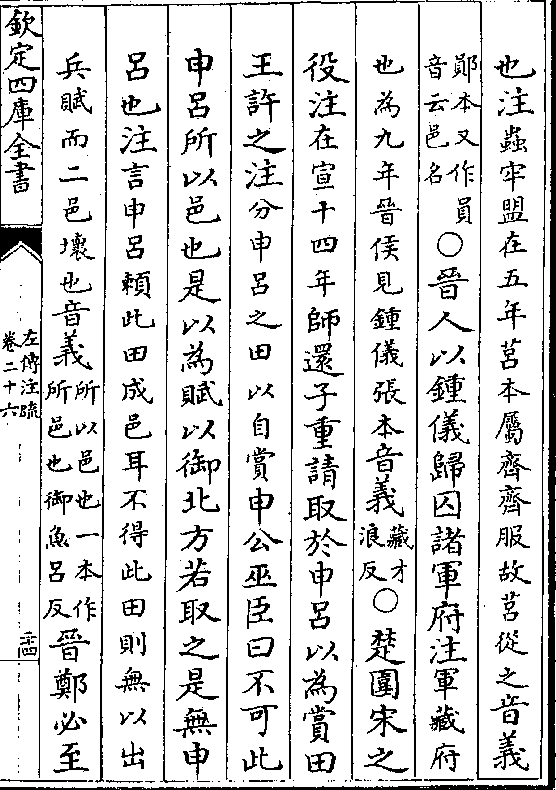 也注蟲牢盟在五年莒本屬齊齊服故莒從之音義
鄖本又作員
音云邑名
○晉人以鍾儀歸囚諸軍府注軍藏府
也為九年晉侯見鍾儀張本音義
藏才
浪反
○楚圍宋之
役注在宣十四年師還子重請取於申呂以為賞田
王許之注分申呂之田以自賞申公巫臣曰不可此
申呂所以邑也是以為賦以御北方若取之是無申
呂也注言申呂賴此田成邑耳不得此田則無以出
兵賦而二邑壞也音義
所以邑也一本作
所邑也御魚呂反
晉鄭必至
欽定四庫全書
左傳注疏
卷二十六
二十四